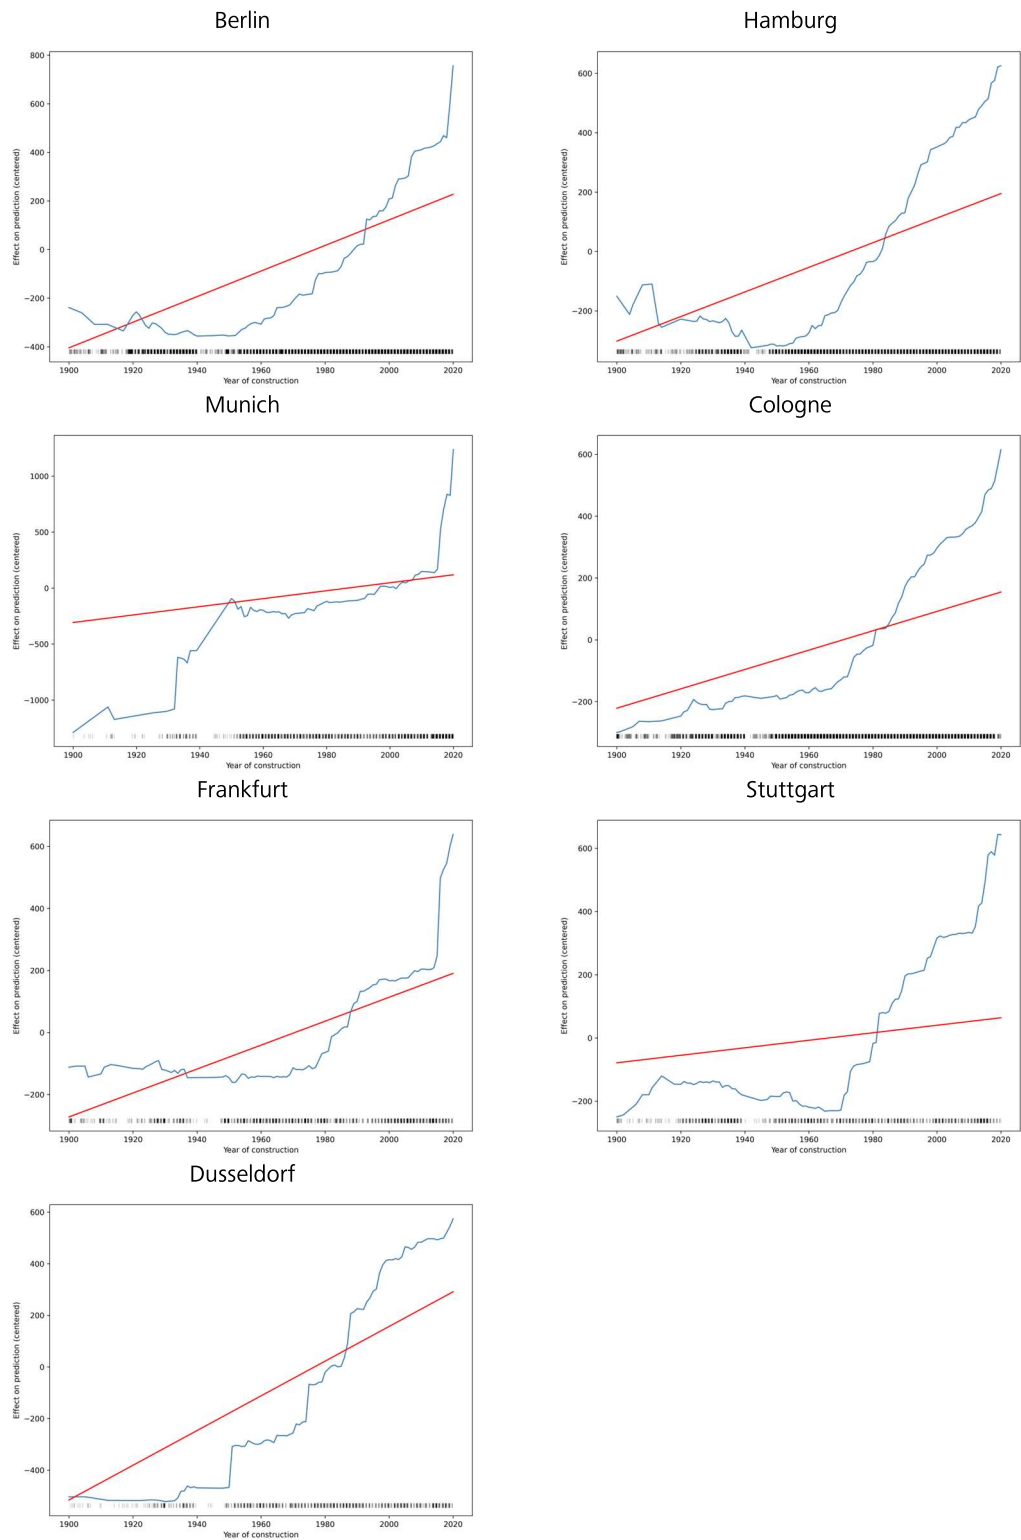 Berlin
Hamburg
800
600
400
200
0
−200
−400
Effect on prediction (centered)
1900 1920 1940 1960 1980 2000 2020
Year of construction
600
400
200
0
−200
Effect on prediction (centered)
1900 1920 1940 1960 1980 2000 2020
Year of construction
Munich
Cologne
1000
500
0
−500
−1000
Effect on prediction (centered)
1900 1920 1940 1960 1980 2000 2020
Year of construction
600
400
200
0
−200
Effect on prediction (centered)
1900 1920 1940 1960 1980 2000 2020
Year of construction
Frankfurt
Stuttgart
600
400
200
0
−200
Effect on prediction (centered)
1900 1920 1940 1960 1980 2000 2020
Year of construction
600
400
200
0
−200
Effect on prediction (centered)
1900 1920 1940 1960 1980 2000 2020
Year of construction
Dusseldorf
600
400
200
0
−200
−400
Effect on prediction (centered)
1900 1920 1940 1960 1980 2000 2020
Year of construction